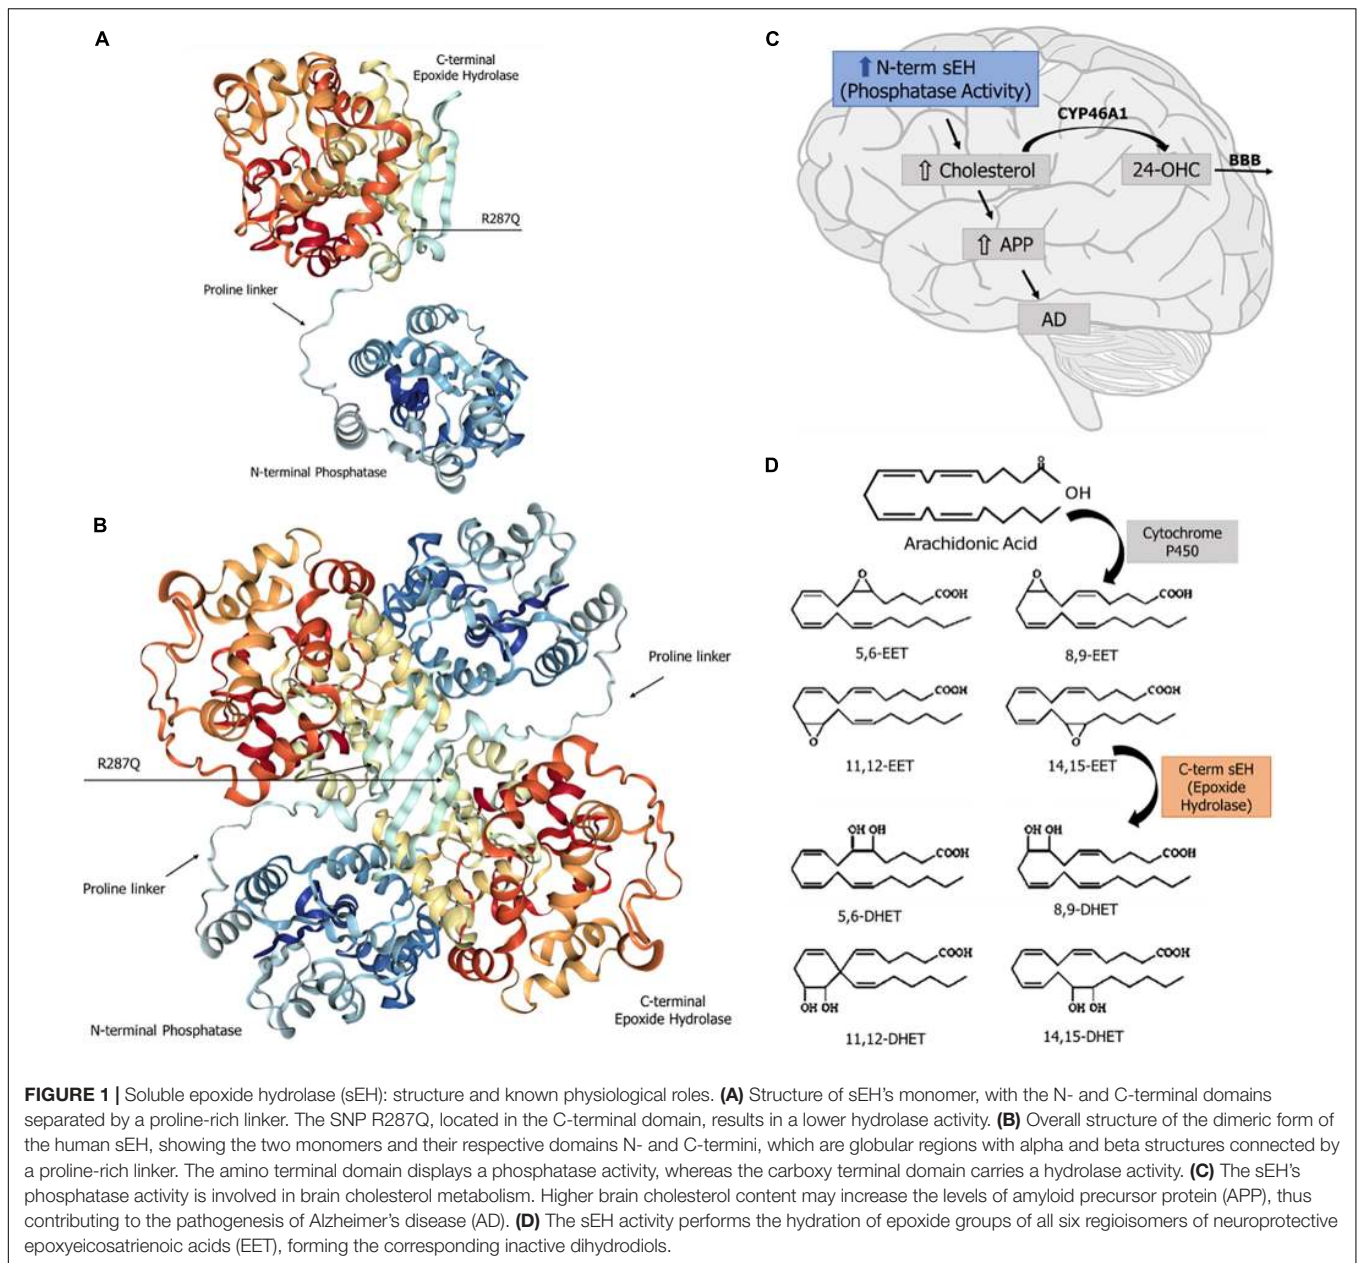 A
C-terminal
Epoxide Hydrolase
R287Q
Proline linker
N-terminal Phosphatase
B
Proline linker
R287Q
Proline linker
C-terminal
Epoxide Hydrolase
N-terminal Phosphatase
C
⇧ N-term sEH
(Phosphatase Activity)
CYP46A1
⇧ Cholesterol
24-OHC
BBB
⇧ APP
AD
D
O
OH
Arachidonic Acid
Cytochrome
P450
O
COOH
O
COOH
5,6-EET
8,9-EET
COOH
COOH
O
O
11,12-EET
14,15-EET
C-term sEH
(Epoxide
Hydrolase)
OH OH
COOH
OH OH
COOH
5,6-DHET
8,9-DHET
COOH
COOH
OH OH
OH OH
11,12-DHET
14,15-DHET
FIGURE 1 | Soluble epoxide hydrolase (sEH): structure and known physiological roles. (A) Structure of sEH's monomer, with the N- and C-terminal domains
separated by a proline-rich linker. The SNP R287Q, located in the C-terminal domain, results in a lower hydrolase activity. (B) Overall structure of the dimeric form of
the human sEH, showing the two monomers and their respective domains N- and C-termini, which are globular regions with alpha and beta structures connected by
a proline-rich linker. The amino terminal domain displays a phosphatase activity, whereas the carboxy terminal domain carries a hydrolase activity. (C) The sEH's
phosphatase activity is involved in brain cholesterol metabolism. Higher brain cholesterol content may increase the levels of amyloid precursor protein (APP), thus
contributing to the pathogenesis of Alzheimer's disease (AD). (D) The sEH activity performs the hydration of epoxide groups of all six regioisomers of neuroprotective
epoxyeicosatrienoic acids (EET), forming the corresponding inactive dihydrodiols.